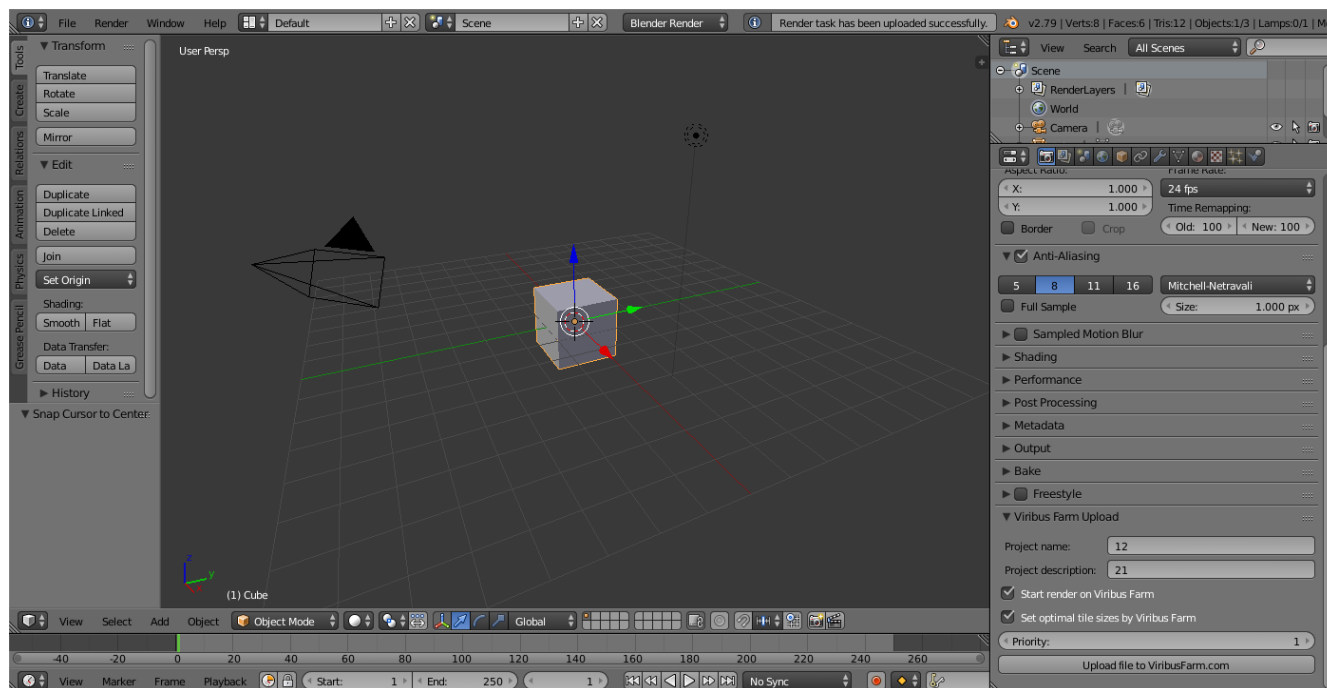 File Render Window Help Default Scene Blender Render Render task has been uploaded successfully. v2.79 | Verts:8 | Faces:6 | Tris:12 | Objects:1/3 | Lamps:0/1 |
Tools
Create
Relations
Animation
Physics
Grease Pencil
Transform
Translate
Rotate
Scale
Mirror
Edit
Duplicate
Duplicate Linked
Delete
Join
Set Origin
Shading:
Smooth Flat
Data Transfer:
Data Data La
History
Snap Cursor to Center
User Persp
z
y
x
(1) Cube
View Select Add Object Object Mode Global
-40 -20 0 20 40 60 80 100 120 140 160 180 200 220 240 260
View Marker Frame Playback Start: 1 End: 250 1 No Sync
View Search All Scenes
Scene
RenderLayers |
World
Camera |
Aspect Ratio: Frame Rate:
X: 1.000 24 fps
Y: 1.000 Time Remapping:
Border Crop Old: 100 New: 100
Anti-Aliasing
5 8 11 16 Mitchell-Netravali
Full Sample Size: 1.000 px
Sampled Motion Blur
Shading
Performance
Post Processing
Metadata
Output
Bake
Freestyle
Viribus Farm Upload
Project name: 12
Project description: 21
Start render on Viribus Farm
Set optimal tile sizes by Viribus Farm
Priority: 1
Upload file to ViribusFarm.com